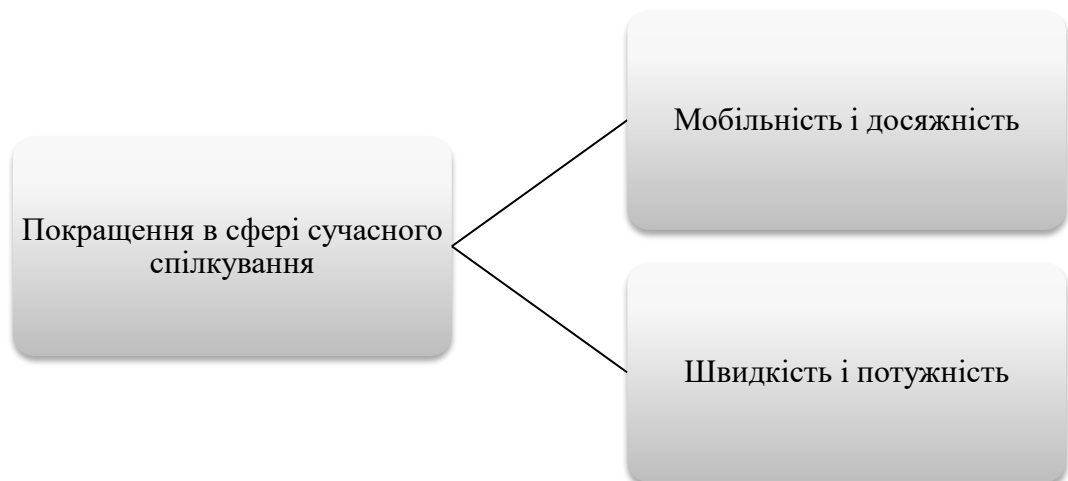 Покращення в сфері сучасного
спілкування
Мобільність і досяжність
Швидкість і потужність